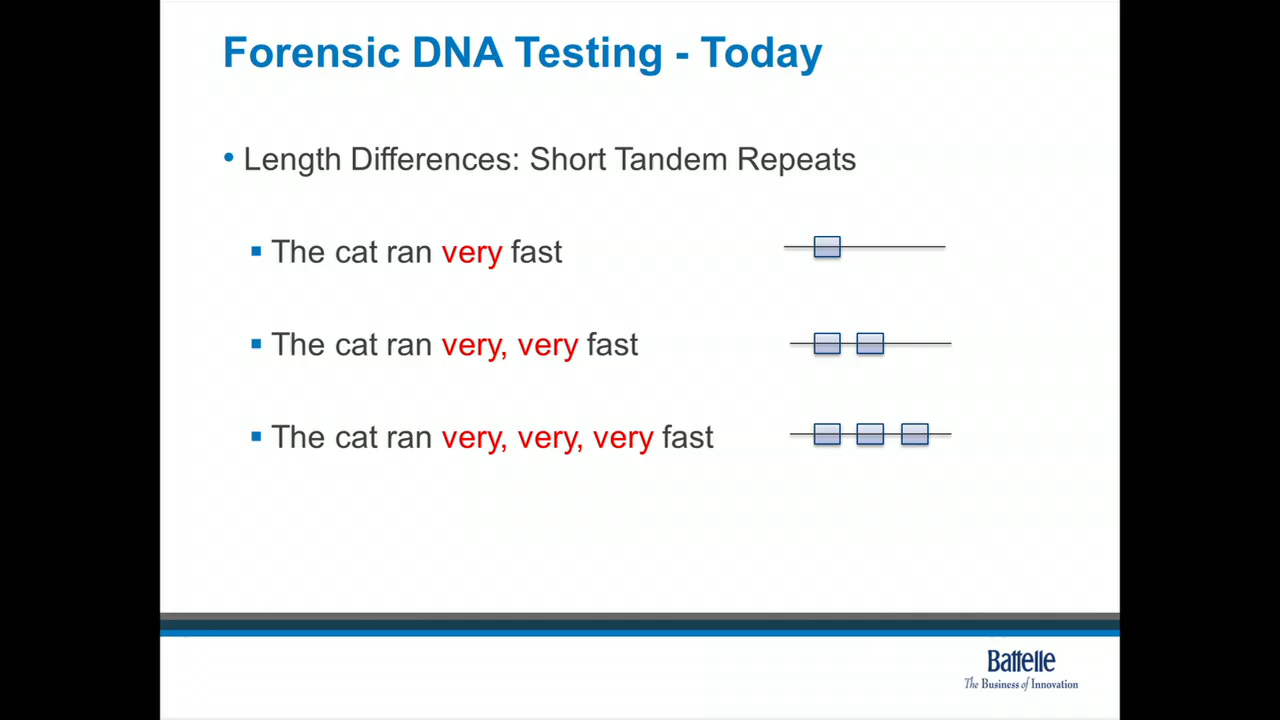 Forensic DNA Testing - Today
• Length Differences: Short Tandem Repeats
▪ The cat ran very fast
▪ The cat ran very, very fast
▪ The cat ran very, very, very fast
Battelle
The Business of Innovation